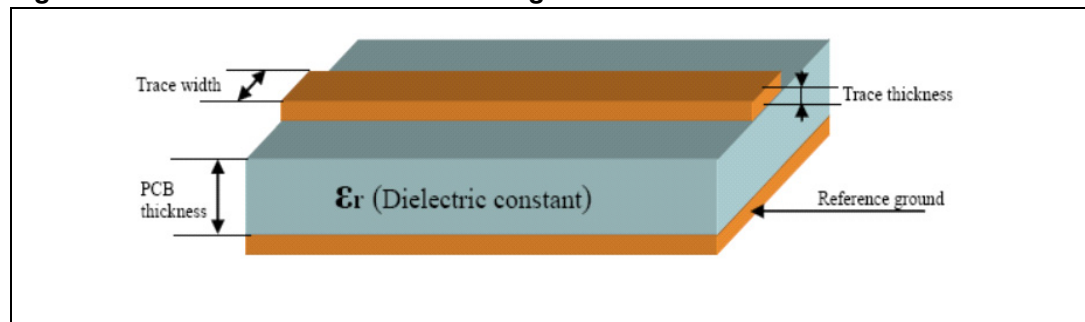 Trace width
Trace thickness
PCB
thickness
εr (Dielectric constant)
Reference ground